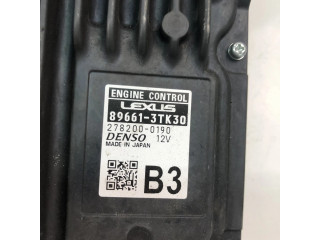 ENGINE CONTROL
LEXUS
89661-3TK30
278200-0190
DENSO 12V
MADE IN JAPAN
B3